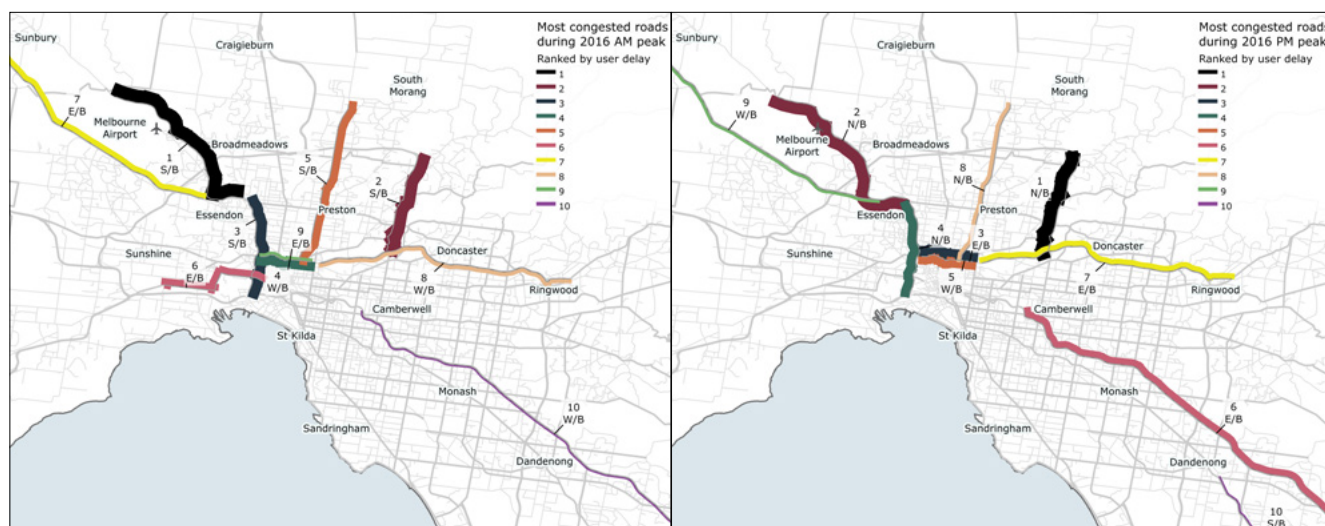 Most congested roads
during 2016 AM peak
Ranked by user delay
1
2
3
4
5
6
7
8
9
10
Sunbury
Craigieburn
South
Morang
7
E/B
Melbourne
Airport
Broadmeadows
1
S/B
5
S/B
2
S/B
Essendon
Preston
3
S/B
9
E/B
Doncaster
Sunshine
6
E/B
4
W/B
8
W/B
Ringwood
Camberwell
St Kilda
Monash
10
W/B
Sandringham
Dandenong
Most congested roads
during 2016 PM peak
Ranked by user delay
1
2
3
4
5
6
7
8
9
10
Sunbury
Craigieburn
South
Morang
9
W/B
2
N/B
Melbourne
Airport
Broadmeadows
8
N/B
1
N/B
Essendon
Preston
4
N/B
3
E/B
Doncaster
Sunshine
5
W/B
7
E/B
Ringwood
Camberwell
St Kilda
Monash
6
E/B
Sandringham
Dandenong
10
S/B